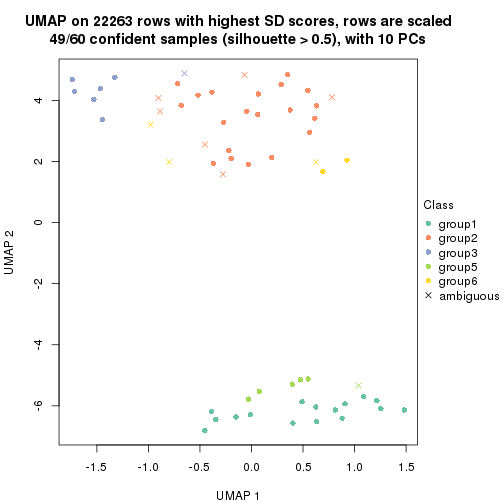 UMAP on 22263 rows with highest SD scores, rows are scaled
49/60 confident samples (silhouette > 0.5), with 10 PCs
4
2
0
-2
-4
-6
UMAP 2
-1.5 -1.0 -0.5 0.0 0.5 1.0 1.5
UMAP 1
Class
group1
group2
group3
group5
group6
ambiguous